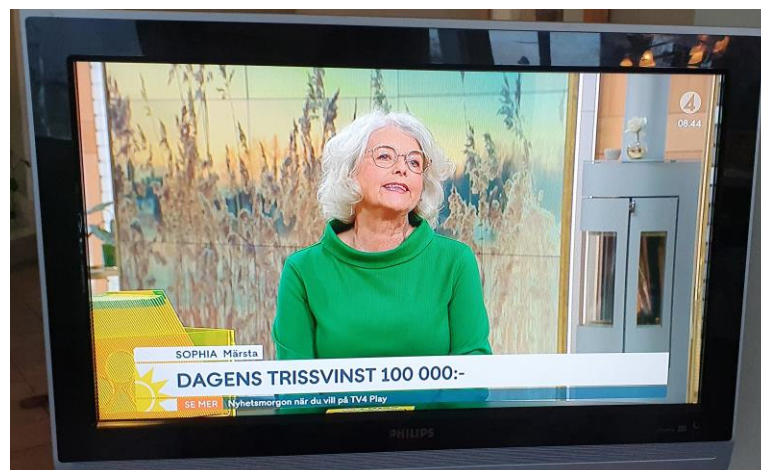 4
08.44
SOPHIA Märsta
DAGENS TRISSVINST 100 000:-
SE MER Nyhetsmorgon när du vill på TV4 Play
PHILIPS